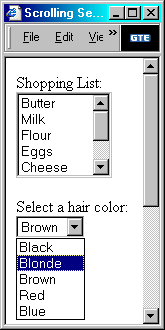 Scrolling Se...
File Edit Vie
GTE
Shopping List:
Butter
Milk
Flour
Eggs
Cheese
Select a hair color:
Brown
Black
Blonde
Brown
Red
Blue